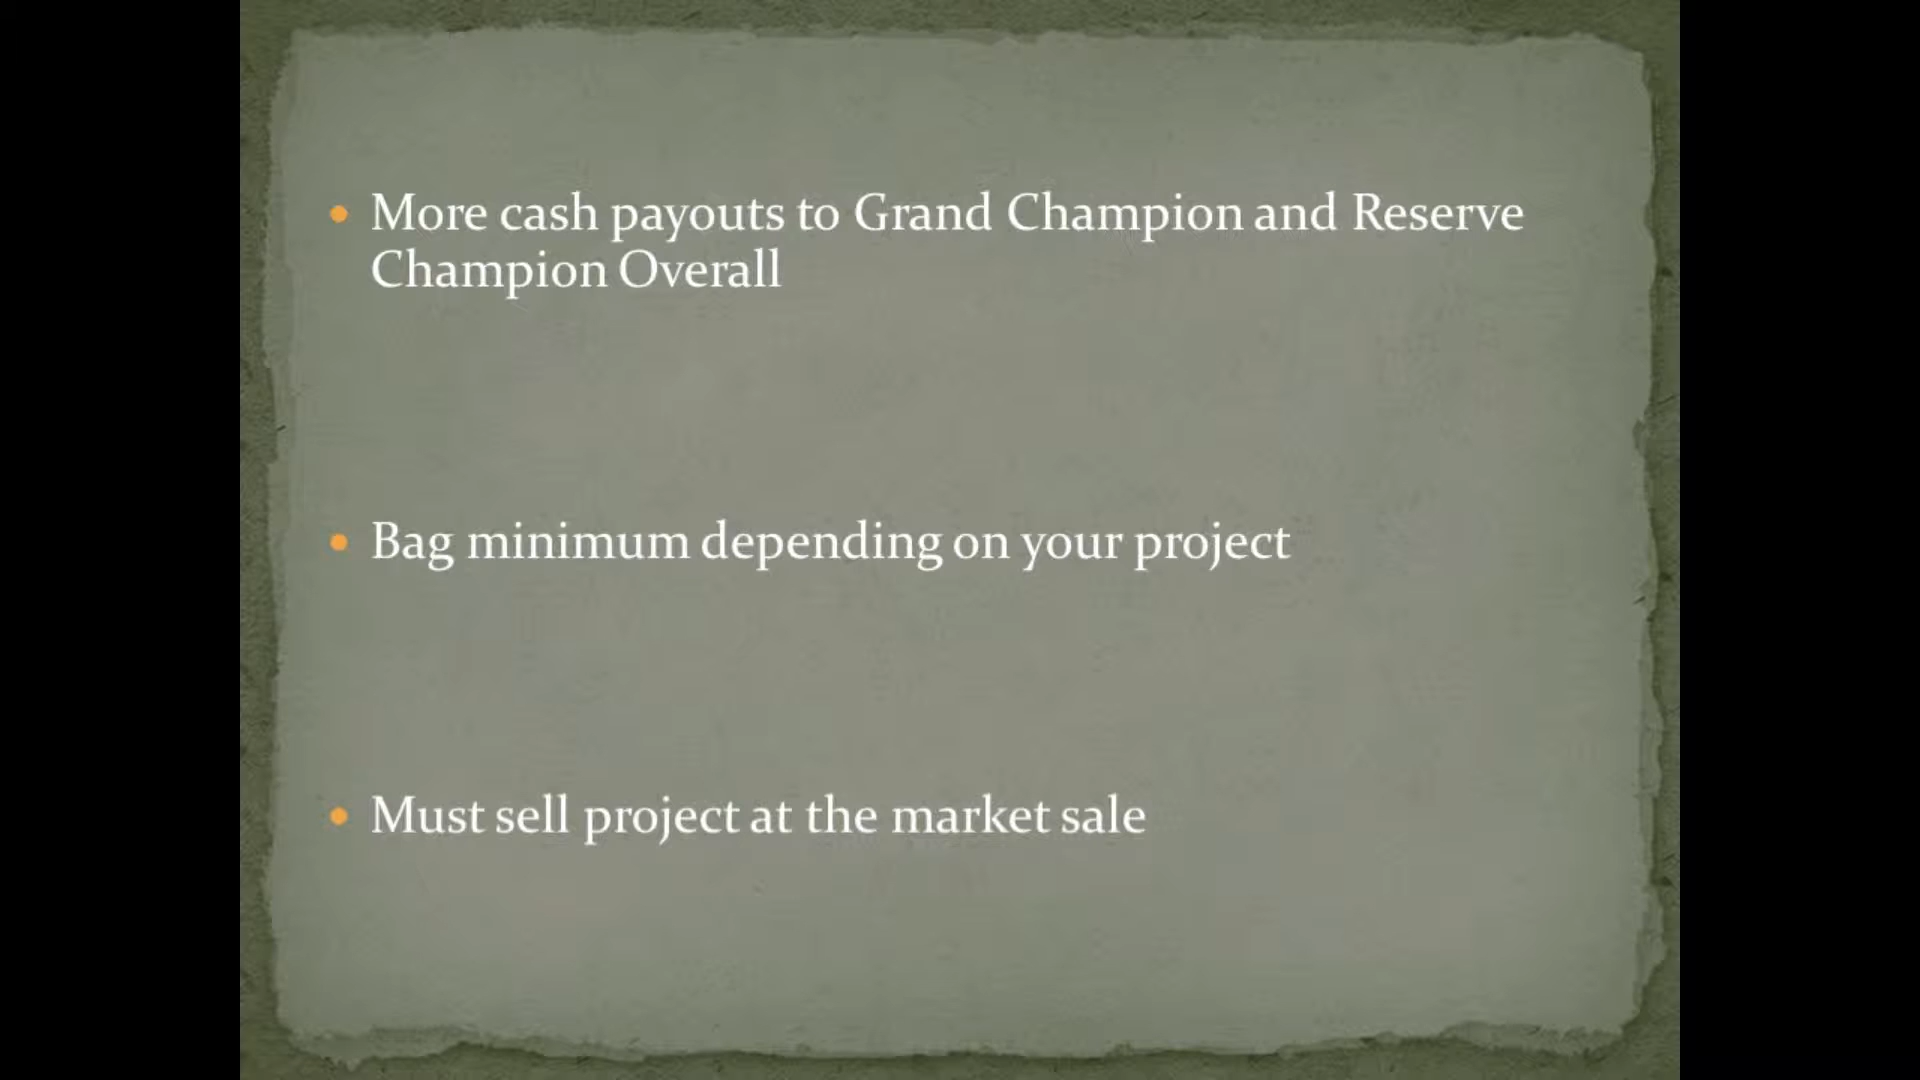 More cash payouts to Grand Champion and Reserve
Champion Overall
Bag minimum depending on your project
Must sell project at the market sale